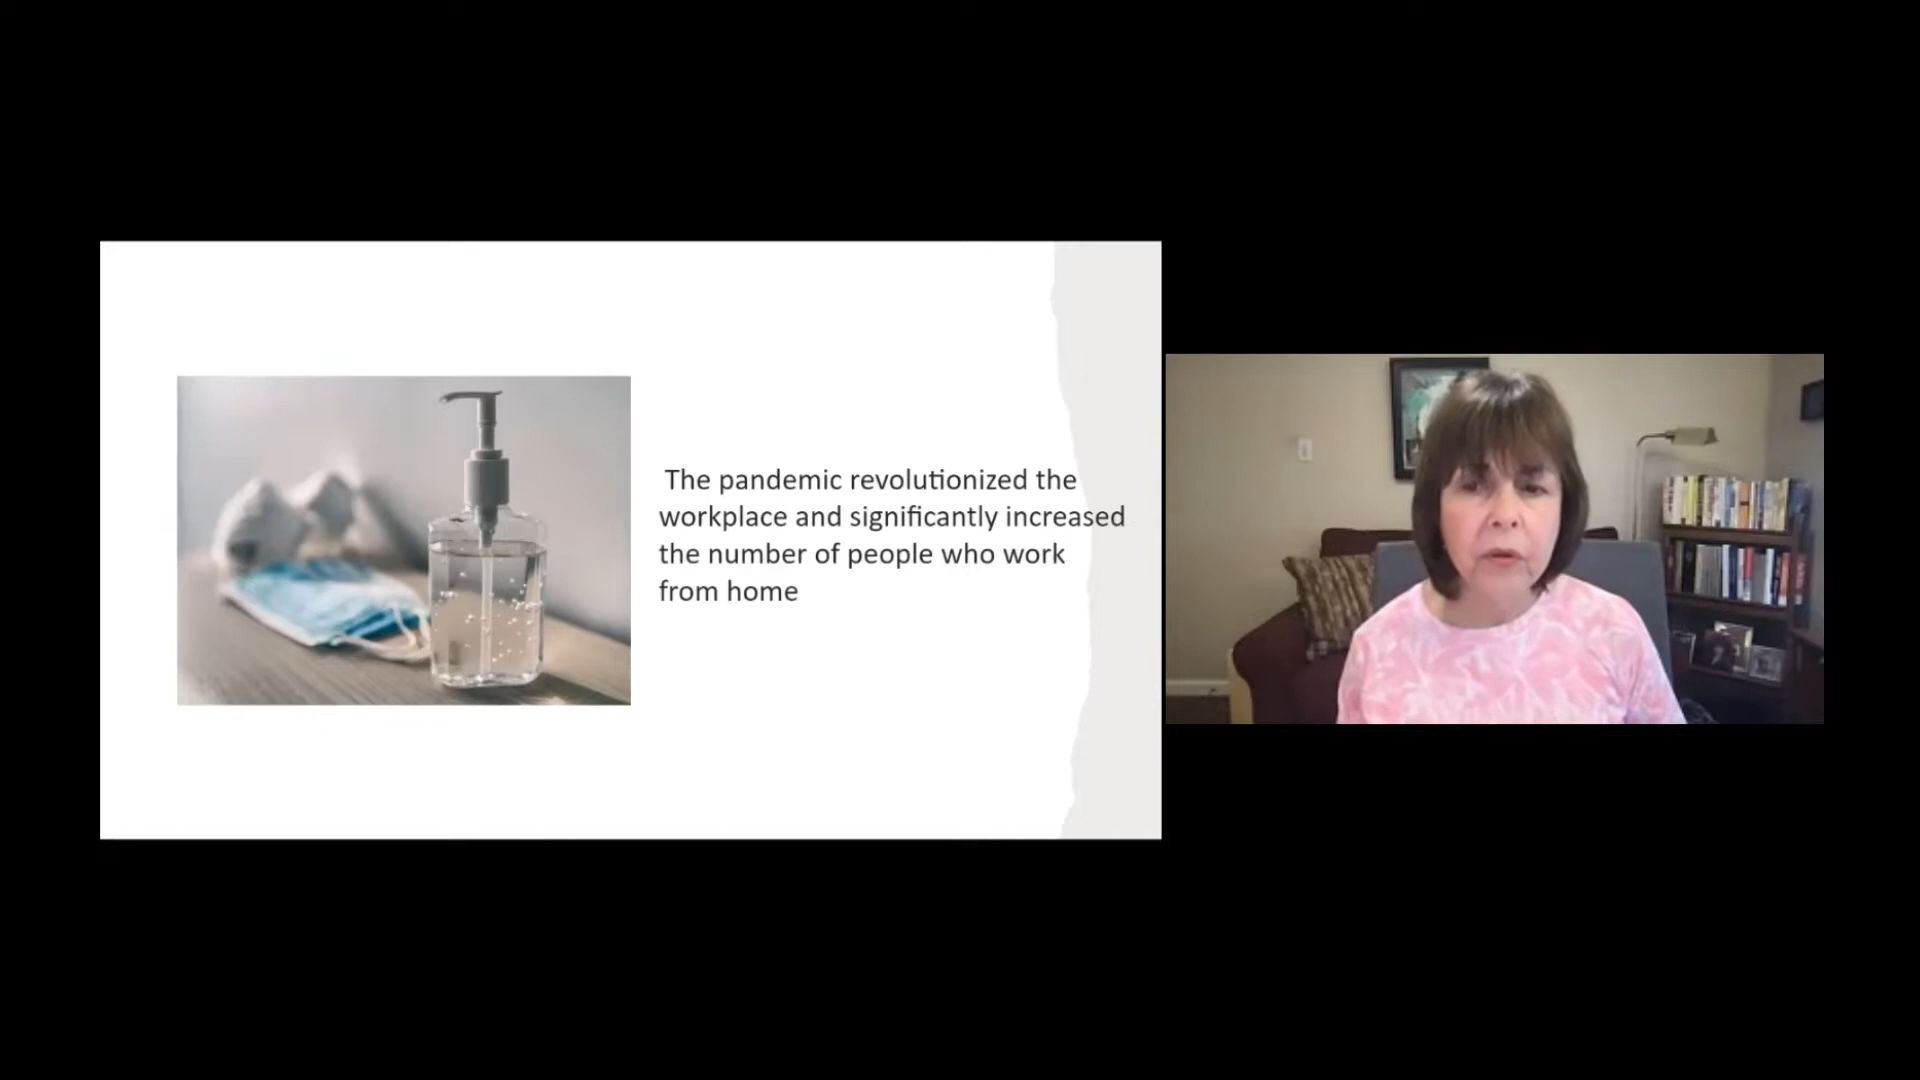 The pandemic revolutionized the
workplace and significantly increased
the number of people who work
from home